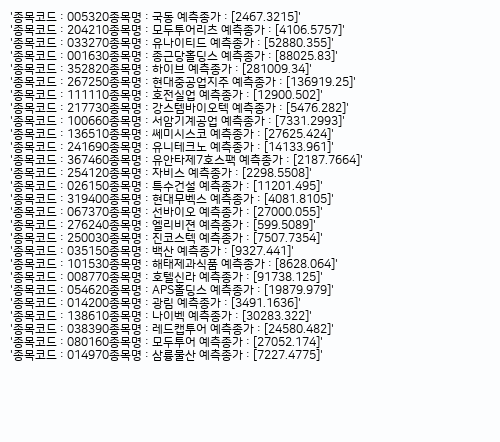 '종목코드 : 005320종목명 : 국동 예측종가 : [2467.3215]'
'종목코드 : 204210종목명 : 모두투어리츠 예측종가 : [4106.5757]'
'종목코드 : 033270종목명 : 유나이티드 예측종가 : [52880.355]'
'종목코드 : 001630종목명 : 종근당홀딩스 예측종가 : [88025.83]'
'종목코드 : 352820종목명 : 하이브 예측종가 : [281009.34]'
'종목코드 : 267250종목명 : 현대중공업지주 예측종가 : [136919.25]'
'종목코드 : 111110종목명 : 호전실업 예측종가 : [12900.502]'
'종목코드 : 217730종목명 : 강스템바이오텍 예측종가 : [5476.282]'
'종목코드 : 100660종목명 : 서암기계공업 예측종가 : [7331.2993]'
'종목코드 : 136510종목명 : 쎄미시스코 예측종가 : [27625.424]'
'종목코드 : 241690종목명 : 유니테크노 예측종가 : [14133.961]'
'종목코드 : 367460종목명 : 유안타제7호스팩 예측종가 : [2187.7664]'
'종목코드 : 254120종목명 : 자비스 예측종가 : [2298.5508]'
'종목코드 : 026150종목명 : 특수건설 예측종가 : [11201.495]'
'종목코드 : 319400종목명 : 현대무벡스 예측종가 : [4081.8105]'
'종목코드 : 067370종목명 : 선바이오 예측종가 : [27000.055]'
'종목코드 : 276240종목명 : 엘리비젼 예측종가 : [599.5089]'
'종목코드 : 250030종목명 : 진코스텍 예측종가 : [7507.7354]'
'종목코드 : 035150종목명 : 백산 예측종가 : [9327.441]'
'종목코드 : 101530종목명 : 해태제과식품 예측종가 : [8628.064]'
'종목코드 : 008770종목명 : 호텔신라 예측종가 : [91738.125]'
'종목코드 : 054620종목명 : APS홀딩스 예측종가 : [19879.979]'
'종목코드 : 014200종목명 : 광림 예측종가 : [3491.1636]'
'종목코드 : 138610종목명 : 나이벡 예측종가 : [30283.322]'
'종목코드 : 038390종목명 : 레드캡투어 예측종가 : [24580.482]'
'종목코드 : 080160종목명 : 모두투어 예측종가 : [27052.174]'
'종목코드 : 014970종목명 : 삼륭물산 예측종가 : [7227.4775]'